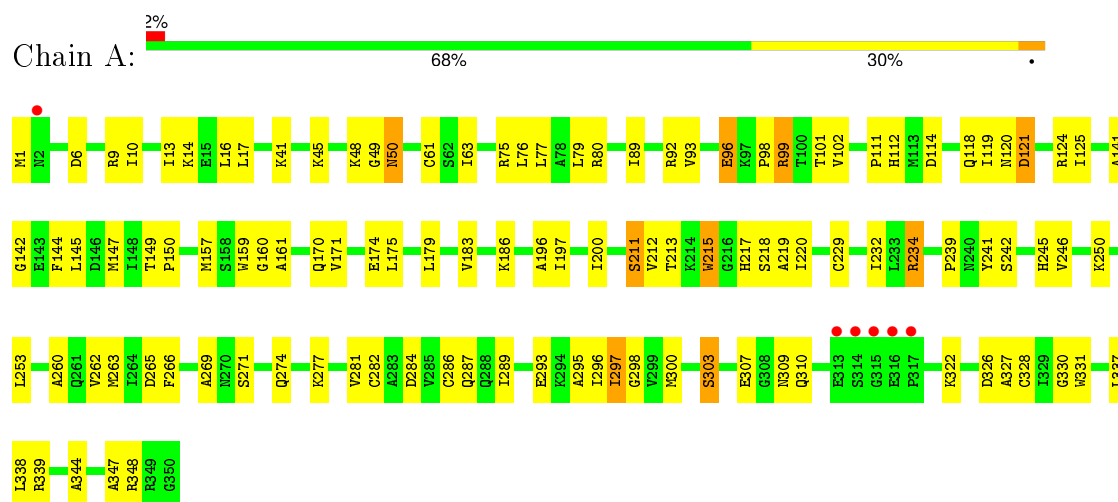 2%
Chain A:
68% 30% •
M1 N2 D6 R9 I10 I13 K14 E15 L16 L17 K41 K45 K48 G49 N50 C61 S62 I63 R75 L76 L77 A78 L79 R80 I89 R92 V93 E96 K97 P98 R99 T100 T101 V102 P111 H112 M113 D114 Q118 I119 N120 D121 R124 I125 A141
G142 E143 F144 L145 D146 M147 I148 T149 P150 M157 S158 W159 G160 A161 Q170 V171 E174 L175 L179 V183 K186 A196 I197 I200 S211 V212 T213 K214 W215 G216 H217 S218 A219 I220 C229 I232 L233 R234 P239 N240 Y241 S242 H245 V246 K250
L253 A260 Q261 V262 M263 I264 D265 F266 A269 N270 S271 Q274 K277 V281 C282 A283 D284 V285 C286 Q287 Q288 I289 E293 K294 A295 I296 I297 G298 V299 M300 S303 E307 G308 N309 Q310 E313 S314 G315 E316 P317 K322 D326 A327 C328 I329 G330 W331 L337
L338 R339 A344 A347 R348 R349 G350